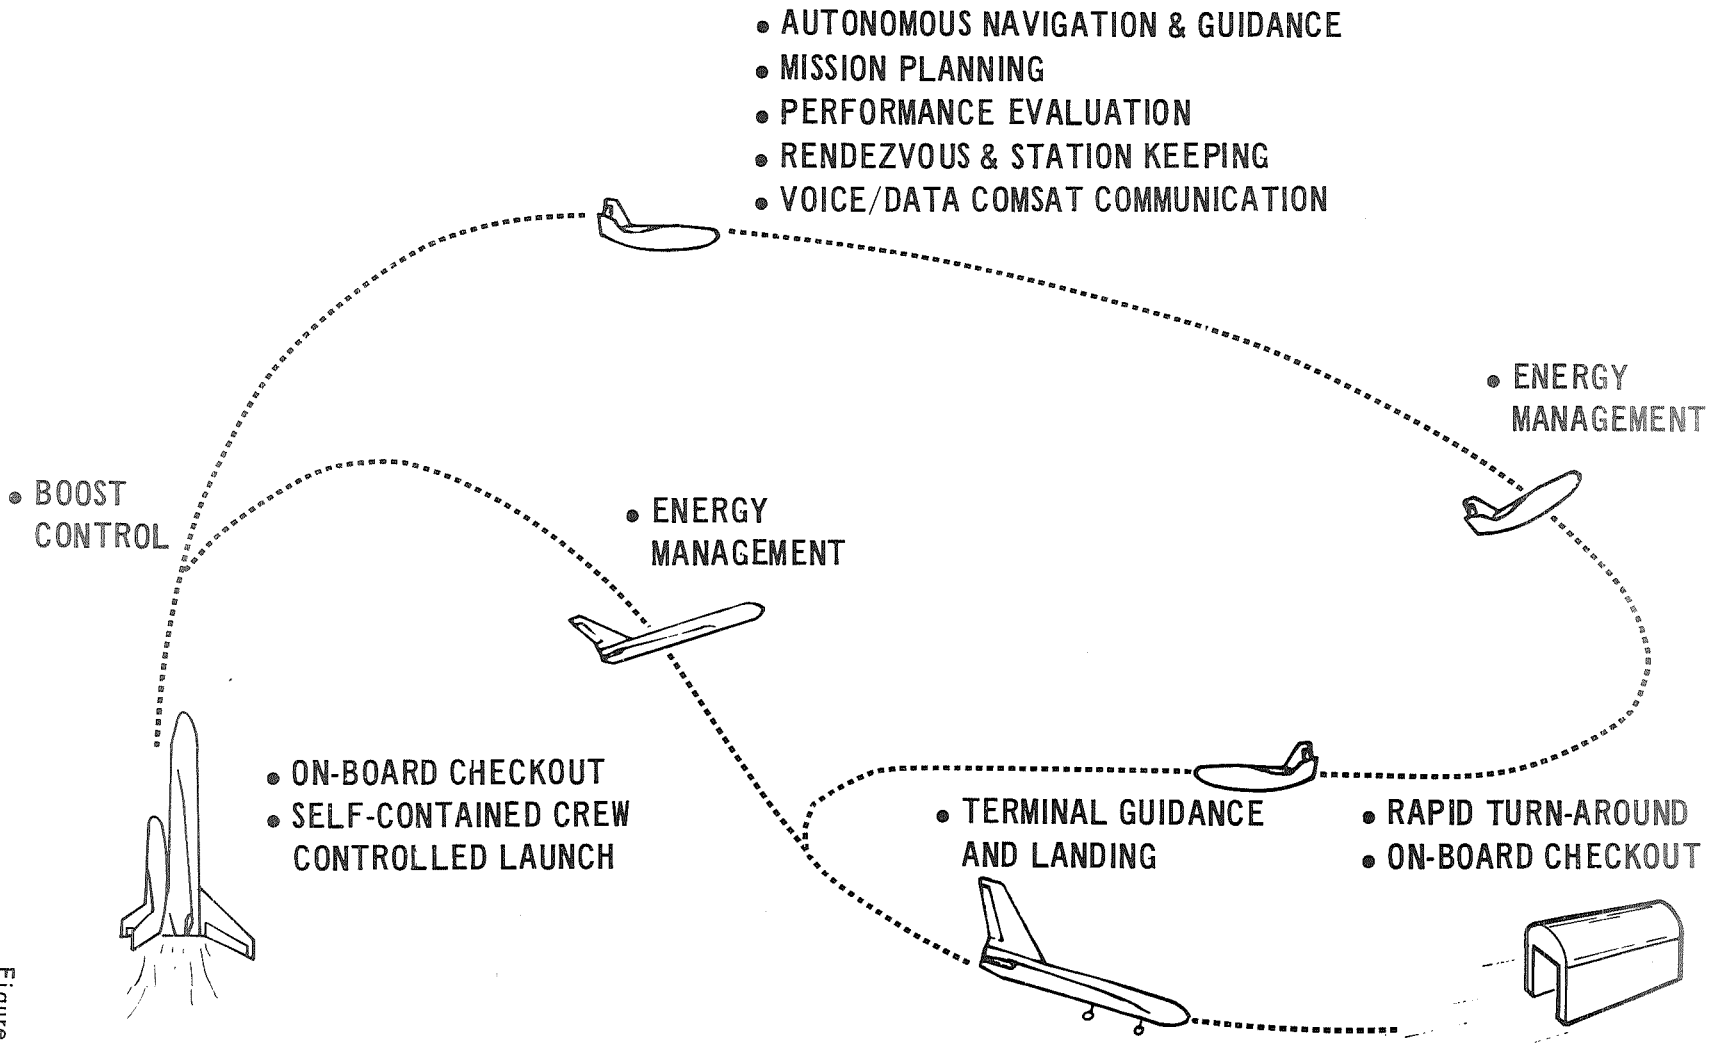 • AUTONOMOUS NAVIGATION & GUIDANCE
• MISSION PLANNING
• PERFORMANCE EVALUATION
• RENDEZVOUS & STATION KEEPING
• VOICE/DATA COMSAT COMMUNICATION
• ENERGY
MANAGEMENT
• BOOST
CONTROL
• ENERGY
MANAGEMENT
• ON-BOARD CHECKOUT
• SELF-CONTAINED CREW
CONTROLLED LAUNCH
• TERMINAL GUIDANCE
AND LANDING
• RAPID TURN-AROUND
• ON-BOARD CHECKOUT
Figure